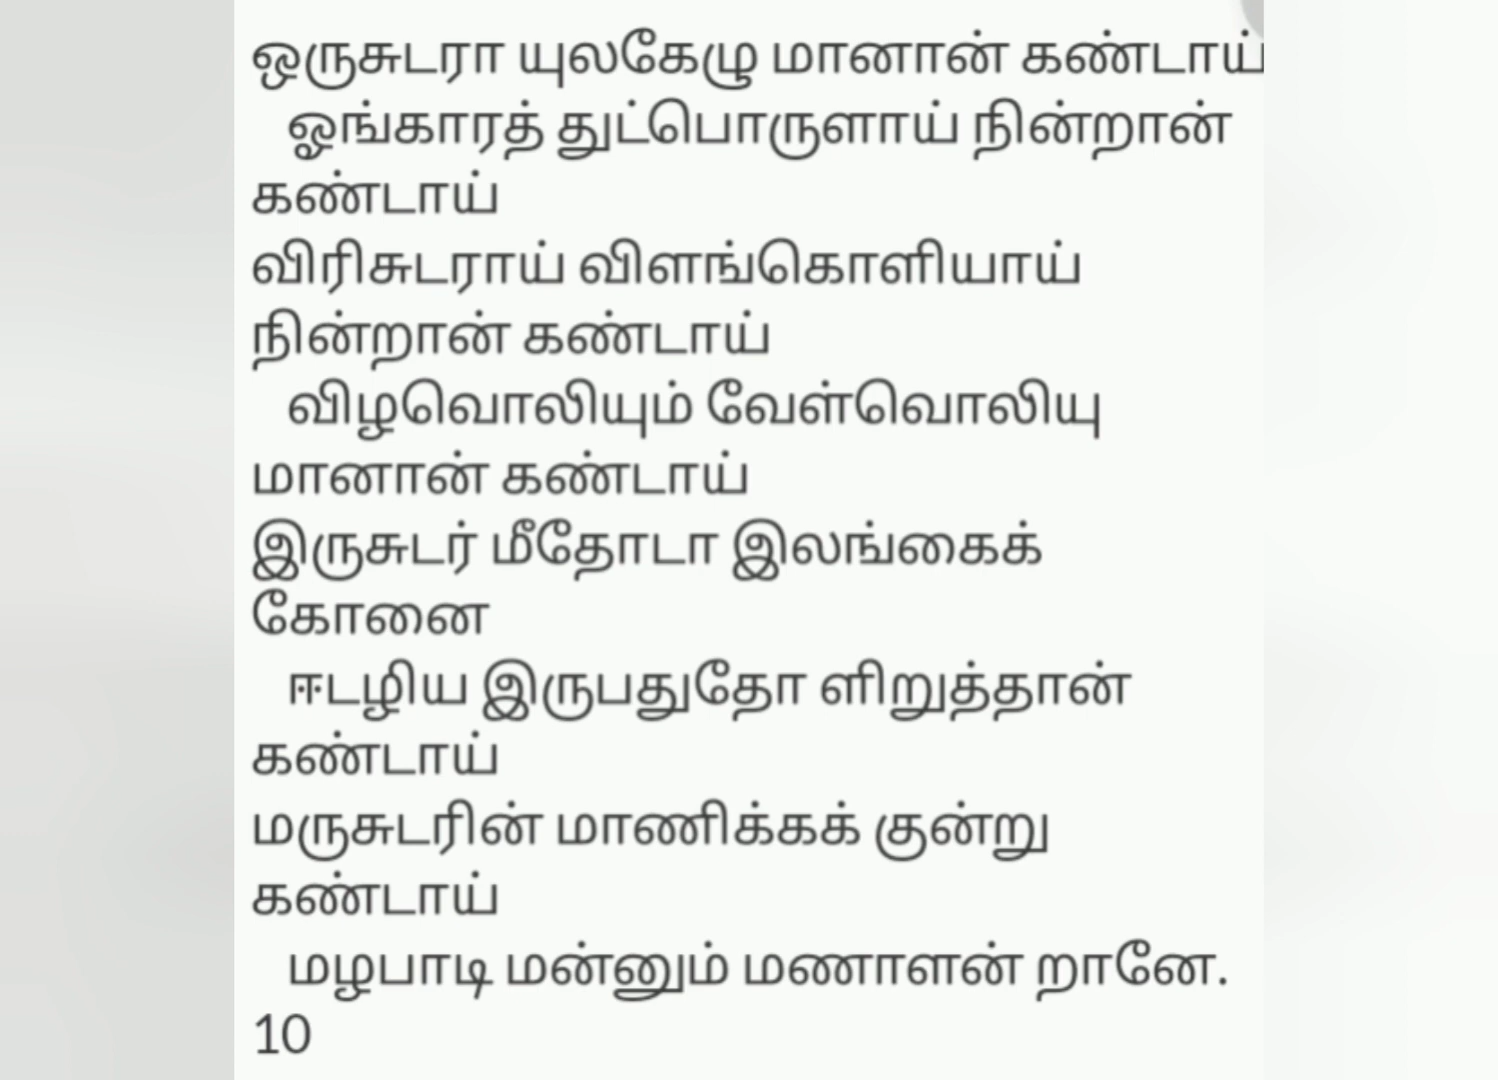 ஒருசுடரா யுலகேழு மானான் கண்டாய்
ஓங்காரத் துட்பொருளாய் நின்றான்
கண்டாய்
விரிசுடராய் விளங்கொளியாய்
நின்றான் கண்டாய்
விழவொலியும் வேள்வொலியு
மானான் கண்டாய்
இருசுடர் மீதோடா இலங்கைக்
கோனை
ஈடழிய இருபதுதோ ளிறுத்தான்
கண்டாய்
மருசுடரின் மாணிக்கக் குன்று
கண்டாய்
மழபாடி மன்னும் மணாளன் றானே.
10